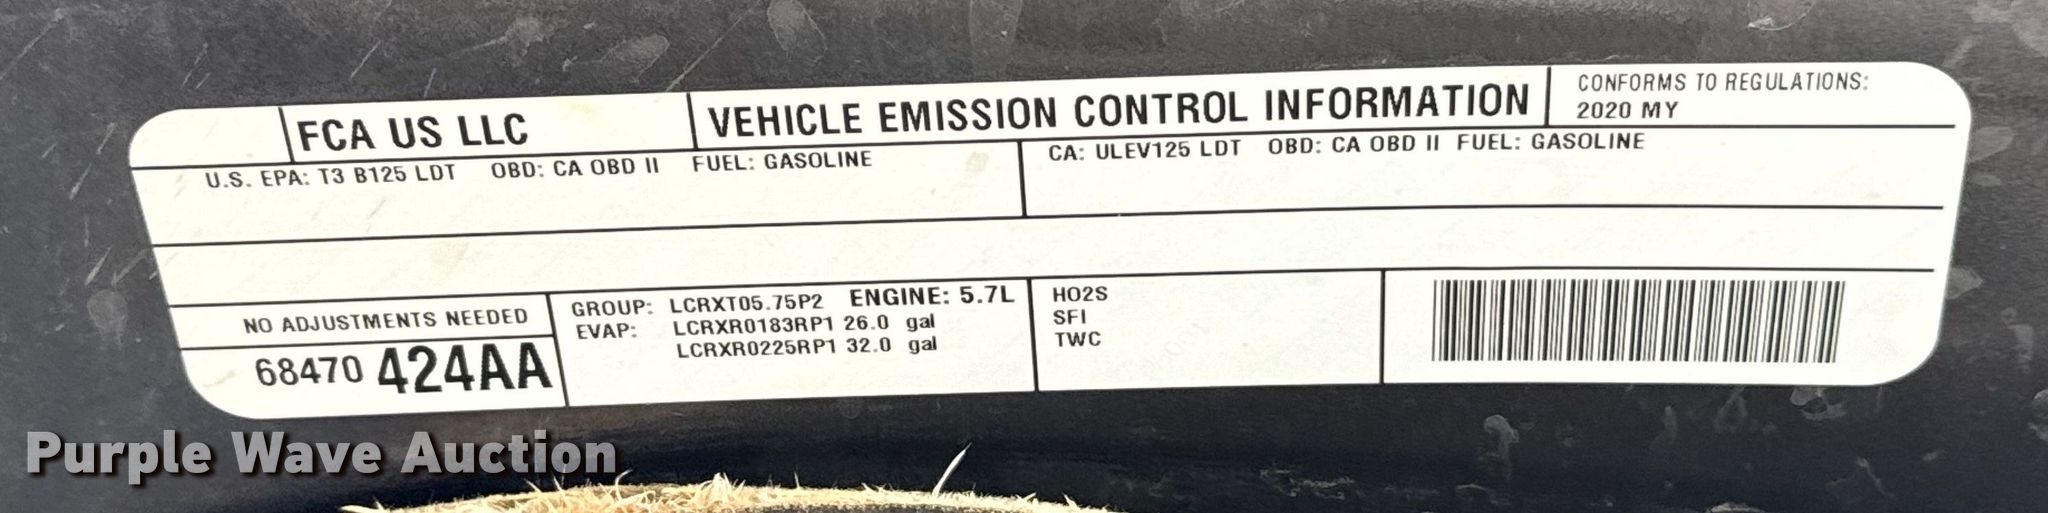 FCA US LLC
VEHICLE EMISSION CONTROL INFORMATION
CONFORMS TO REGULATIONS:
2020 MY
U.S. EPA: T3 B125 LDT OBD: CA OBD II FUEL: GASOLINE
CA: ULEV125 LDT OBD: CA OBD II FUEL: GASOLINE
NO ADJUSTMENTS NEEDED
68470 424AA
GROUP: LCRXT05.75P2 ENGINE: 5.7L
EVAP: LCRXR0183RP1 26.0 gal
LCRXR0225RP1 32.0 gal
HO2S
SFI
TWC
Purple Wave Auction